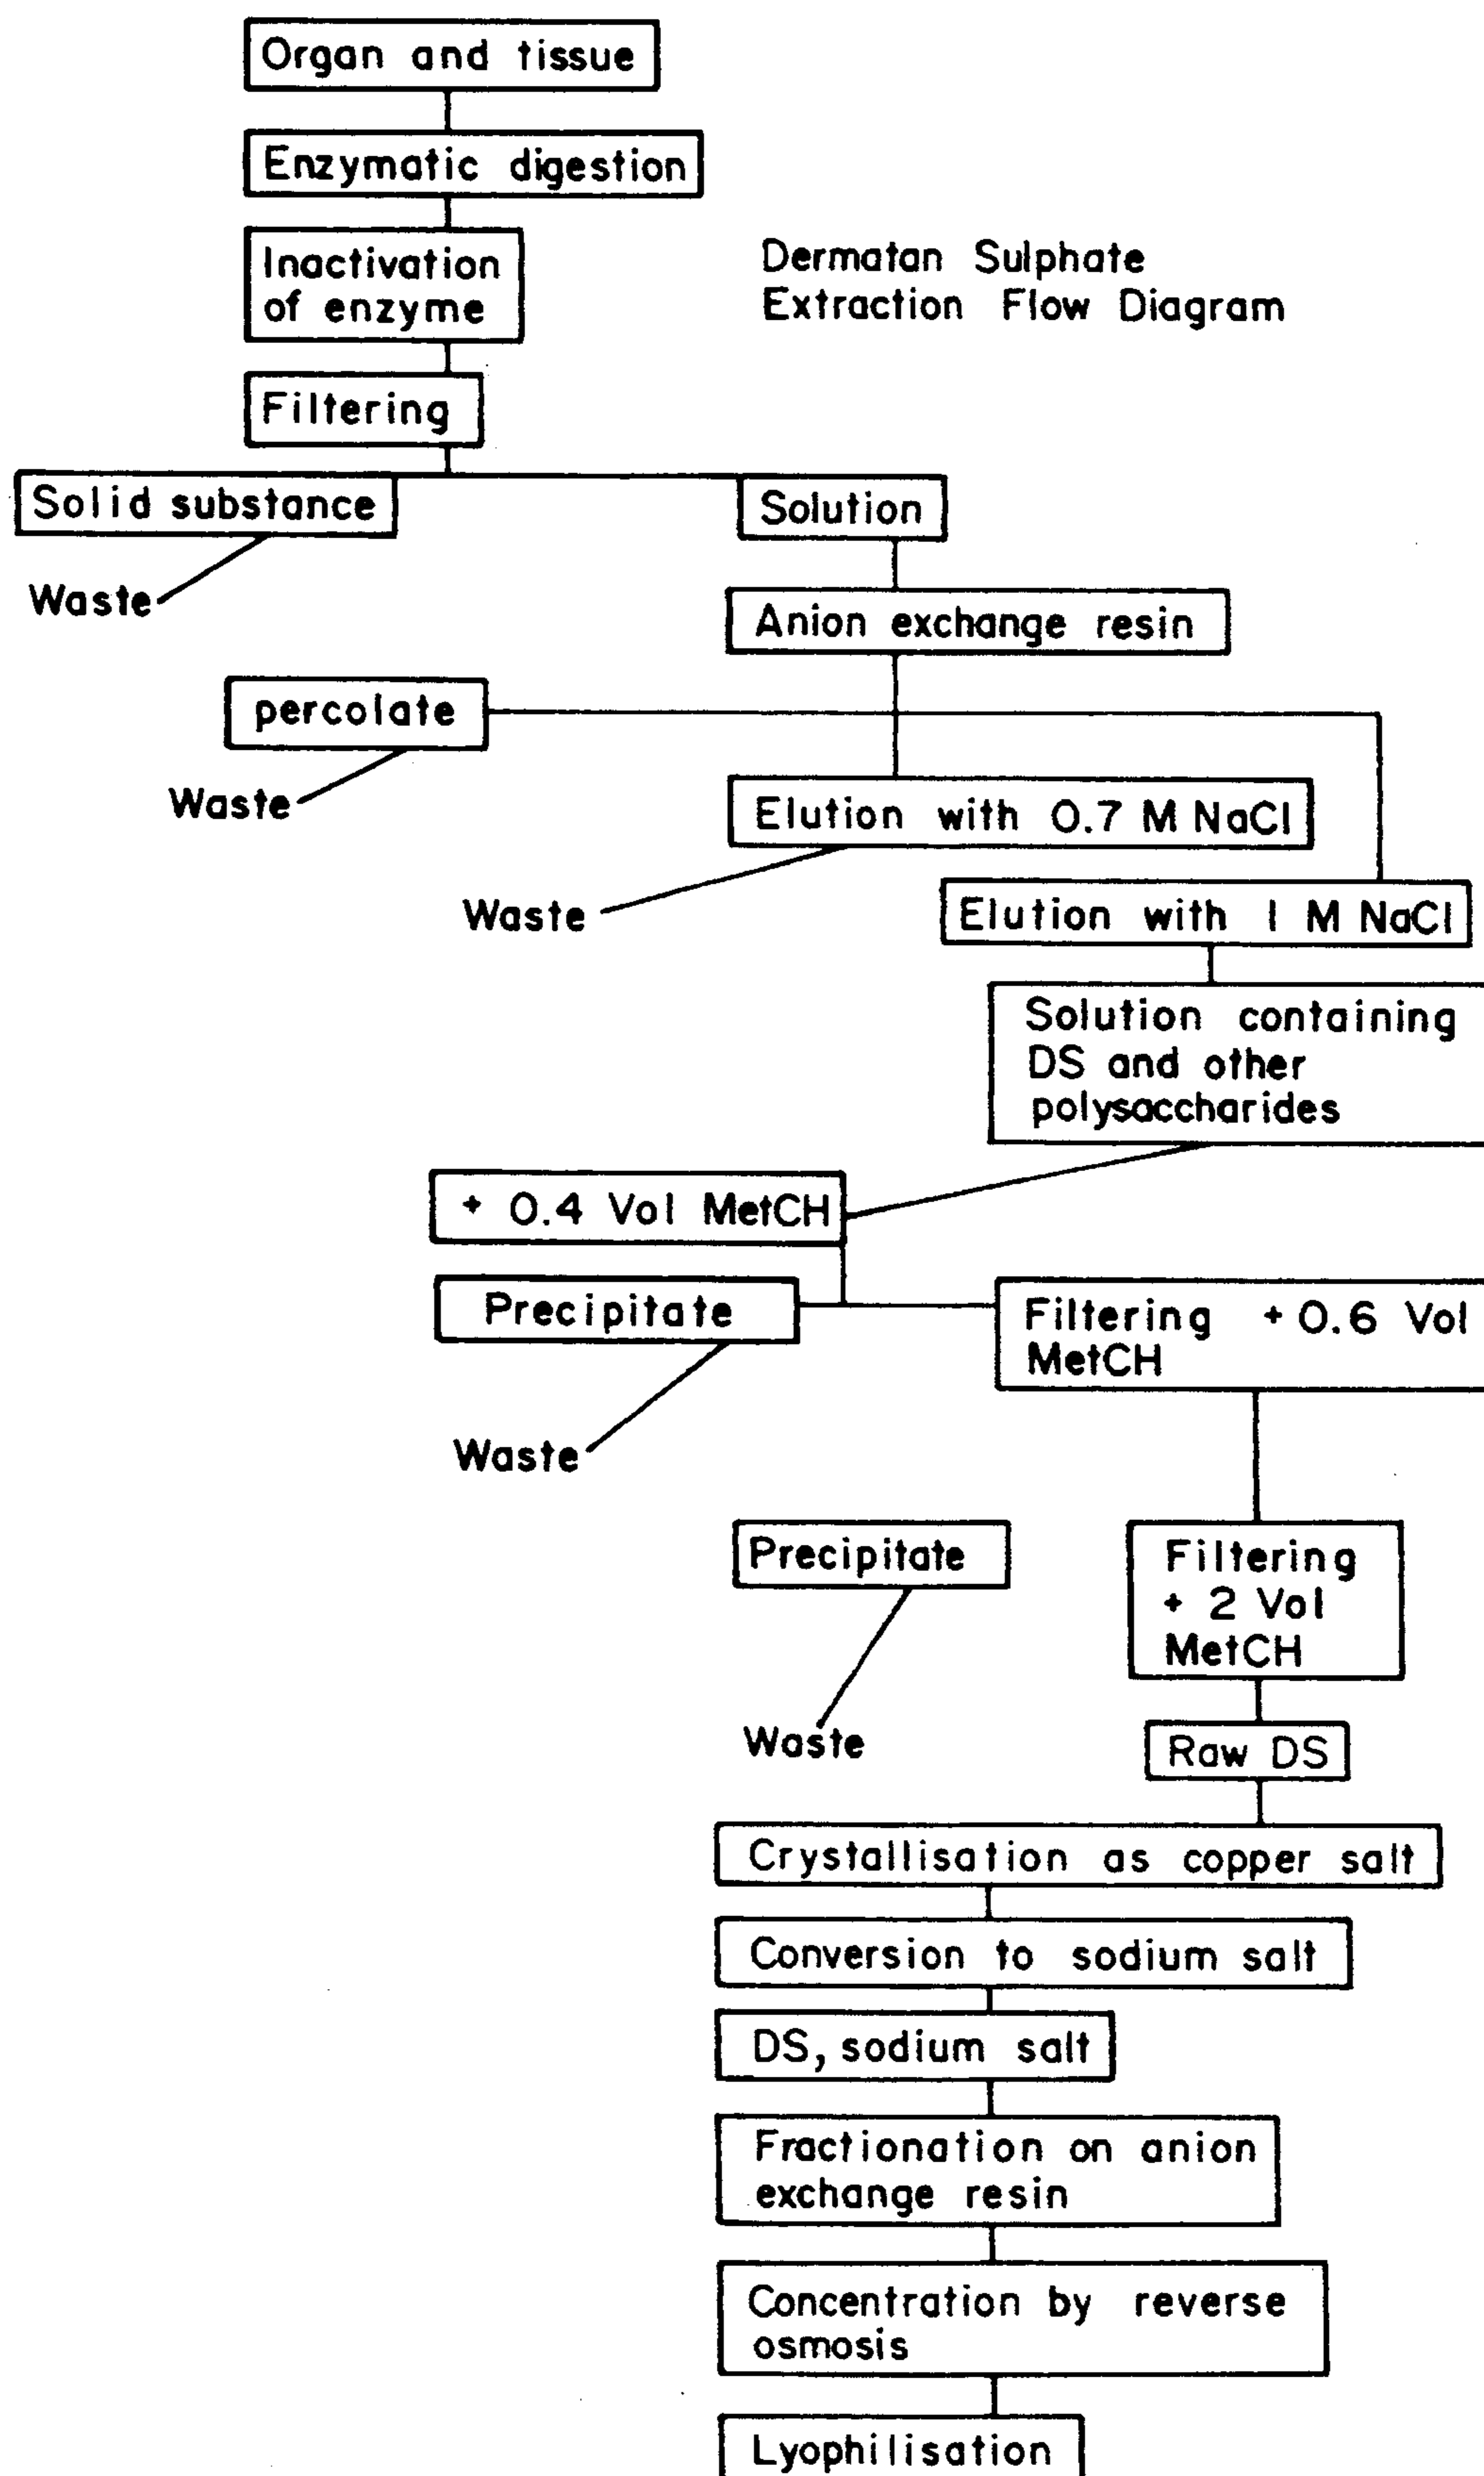 Organ and tissue
Enzymatic digestion
Inactivation
of enzyme
Dermatan Sulphate
Extraction Flow Diagram
Filtering
Solid substance
Solution
Waste
Anion exchange resin
percolate
Waste
Elution with 0.7 M NaCl
Waste
Elution with 1 M NaCl
Solution containing
DS and other
polysaccharides
+ 0.4 Vol MetCH
Precipitate
Filtering + 0.6 Vol
MetCH
Waste
Precipitate
Filtering
+ 2 Vol
MetCH
Waste
Raw DS
Crystallisation as copper salt
Conversion to sodium salt
DS, sodium salt
Fractionation on anion
exchange resin
Concentration by reverse
osmosis
Lyophilisation